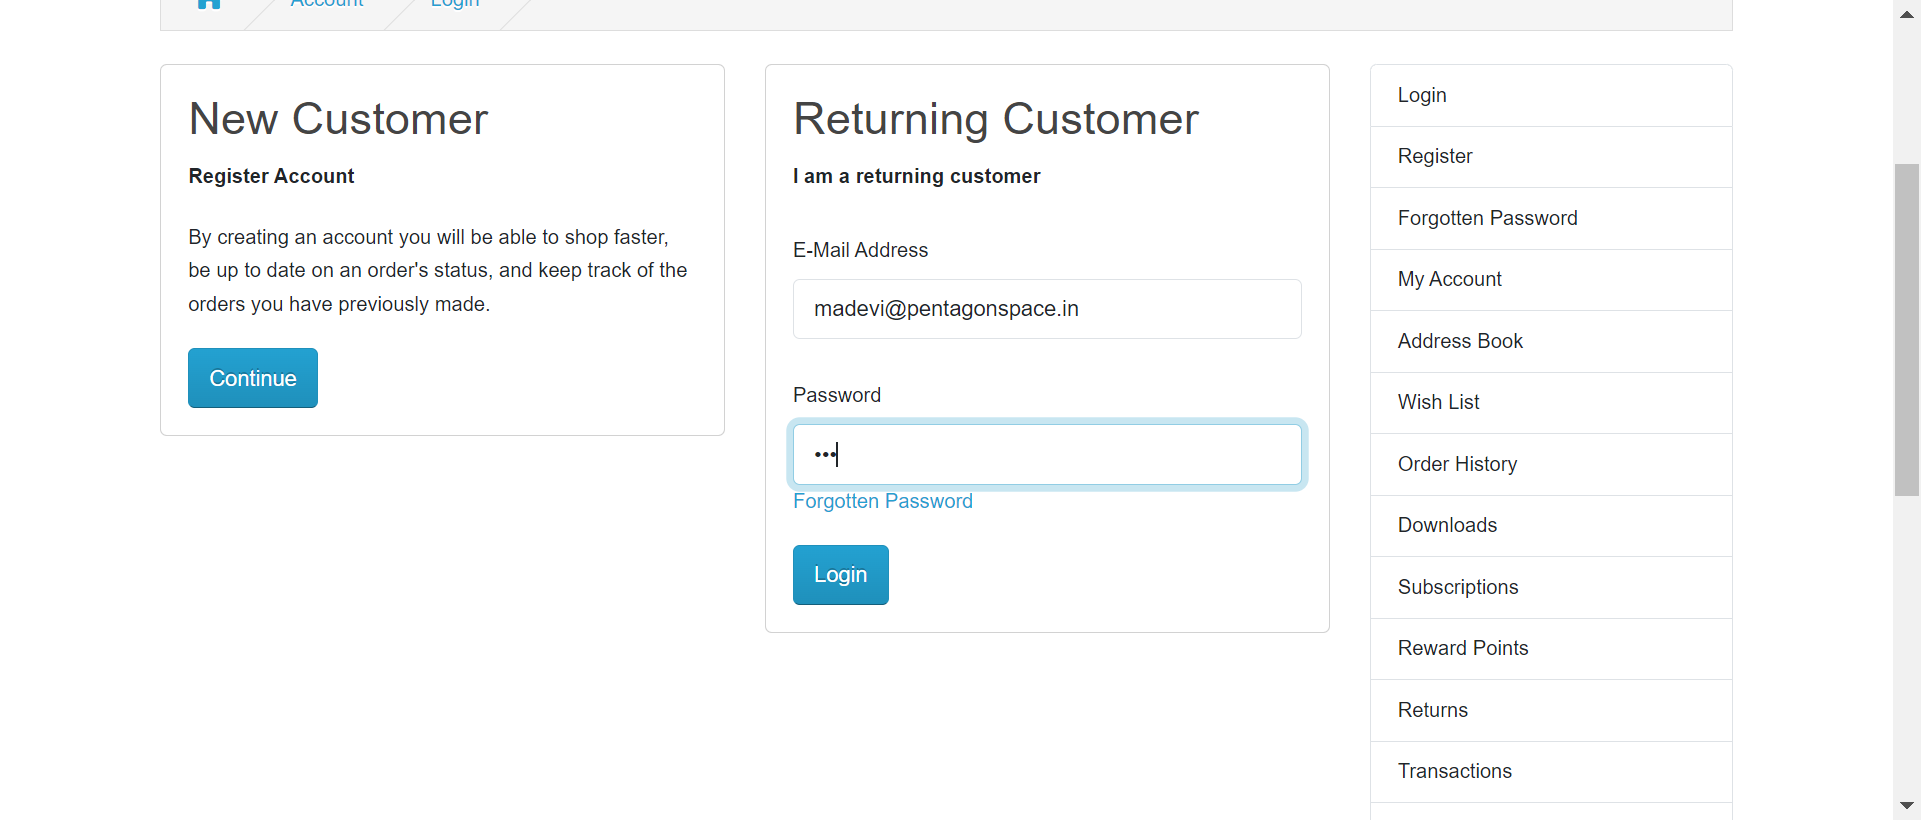 Account
Login
New Customer
Register Account
By creating an account you will be able to shop faster,
be up to date on an order's status, and keep track of the
orders you have previously made.
Continue
Returning Customer
I am a returning customer
E-Mail Address
madevi@pentagonspace.in
Password
•••
Forgotten Password
Login
Login
Register
Forgotten Password
My Account
Address Book
Wish List
Order History
Downloads
Subscriptions
Reward Points
Returns
Transactions